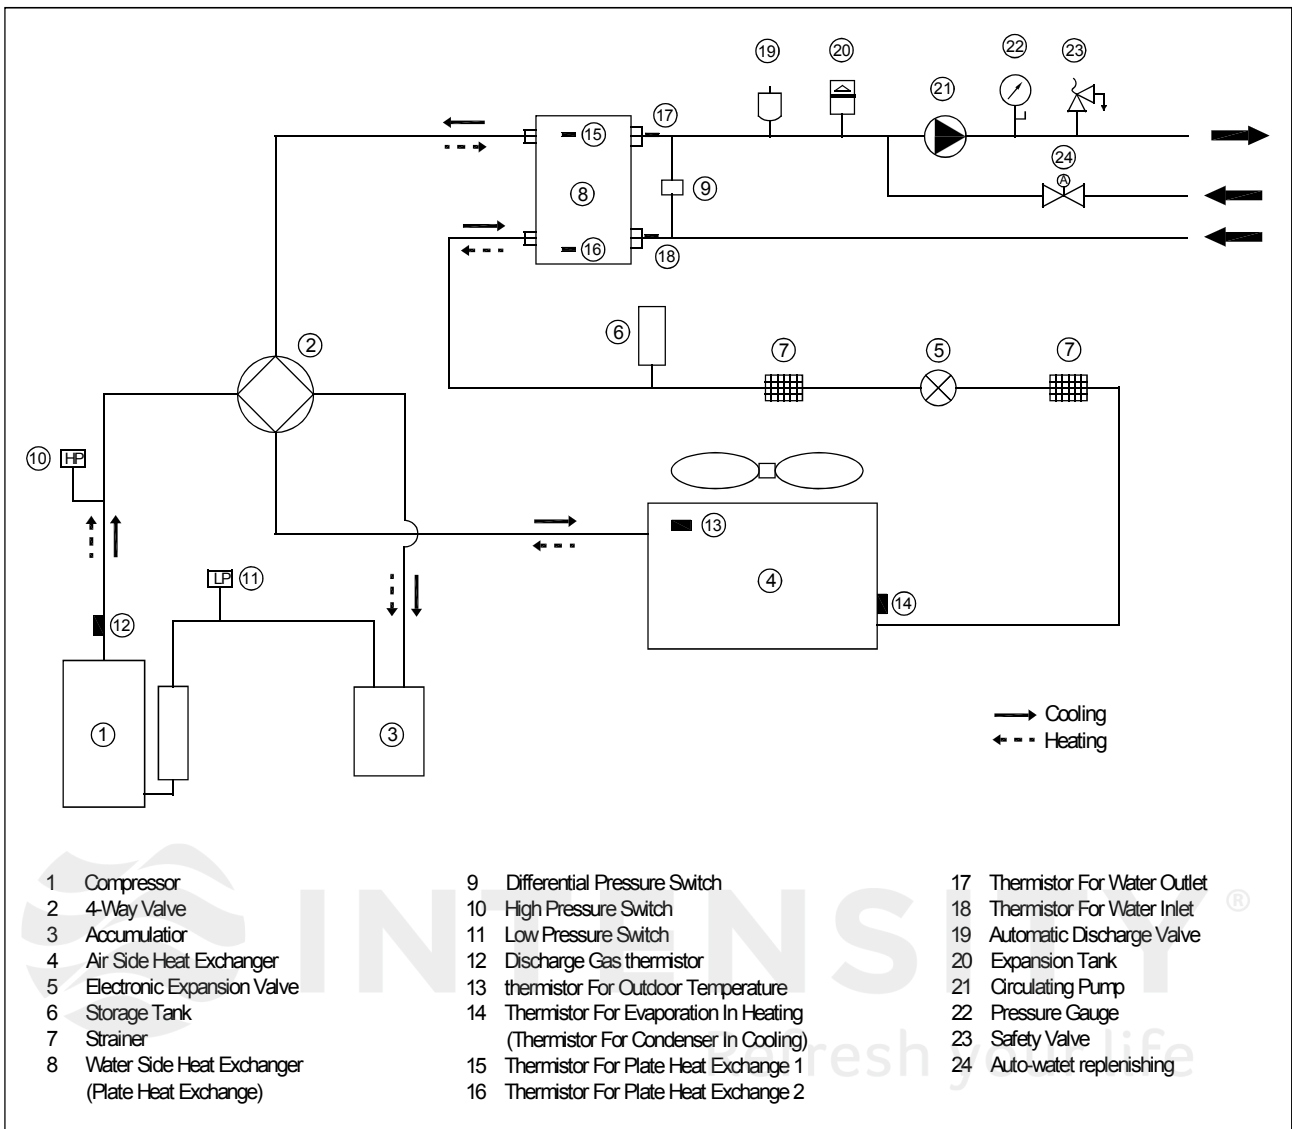 19
20
21
22
23
17
15
8
9
24
16
18
2
6
7
5
7
10 HP
13
LP 11
4
12
14
1
3
Cooling
Heating
1 Compressor
2 4-Way Valve
3 Accumulatior
4 Air Side Heat Exchanger
5 Electronic Expansion Valve
6 Storage Tank
7 Strainer
8 Water Side Heat Exchanger
(Plate Heat Exchange)
9 Differential Pressure Switch
10 High Pressure Switch
11 Low Pressure Switch
12 Discharge Gas thermistor
13 thermistor For Outdoor Temperature
14 Thermistor For Evaporation In Heating
(Thermistor For Condenser In Cooling)
15 Thermistor For Plate Heat Exchange 1
16 Thermistor For Plate Heat Exchange 2
17 Thermistor For Water Outlet
18 Thermistor For Water Inlet
19 Automatic Discharge Valve
20 Expansion Tank
21 Circulating Pump
22 Pressure Gauge
23 Safety Valve
24 Auto-watet replenishing
A
INTENSITY ®
Refresh your life